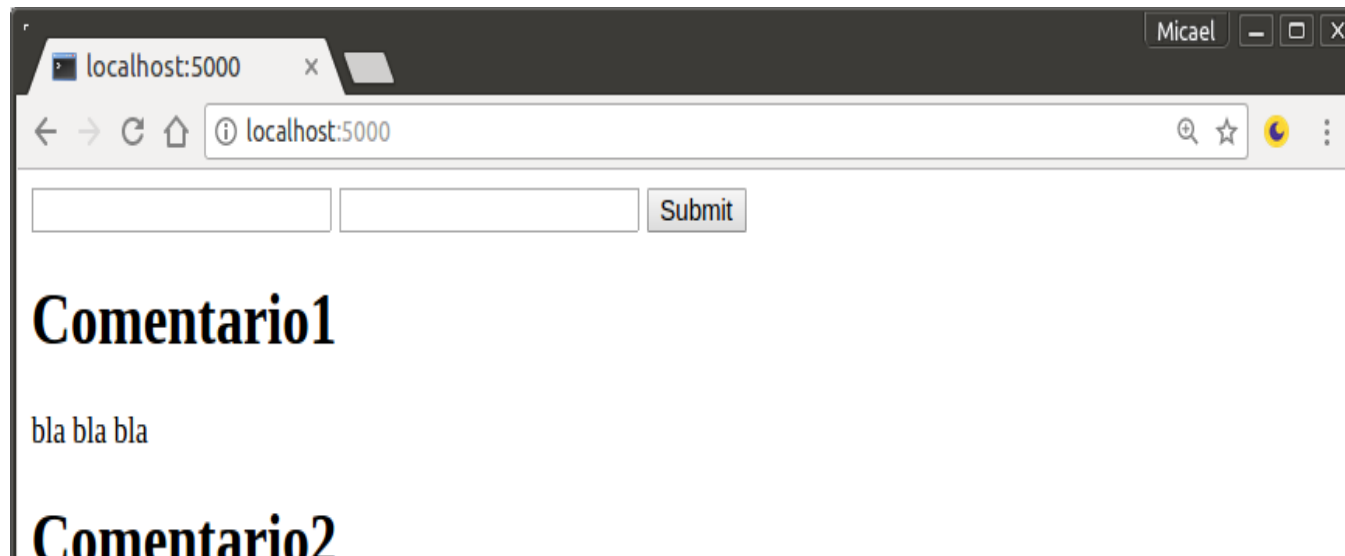 Micael
localhost:5000
localhost:5000
Submit
Comentario1
bla bla bla
Comentario2